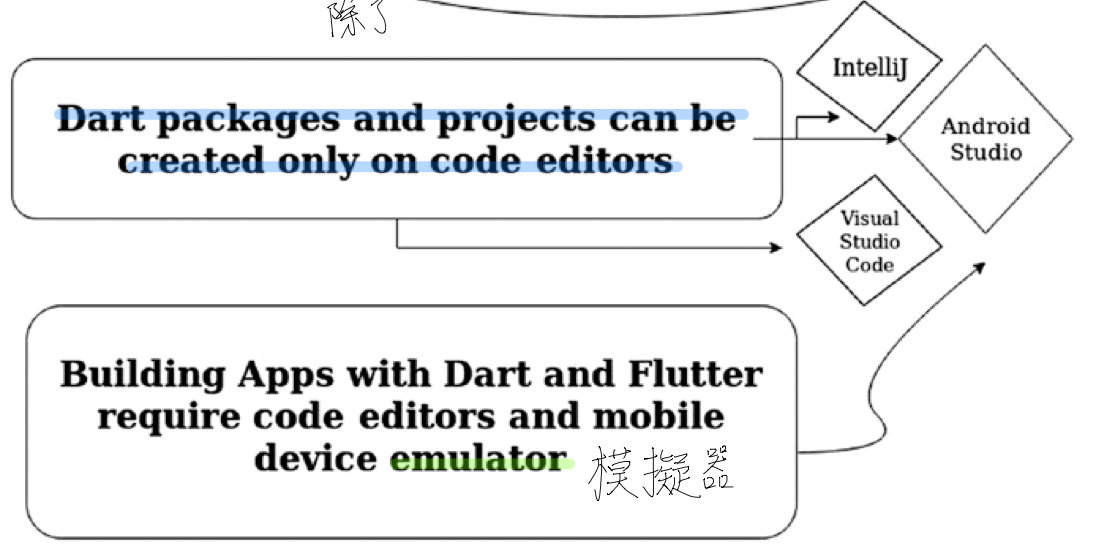 除了
Dart packages and projects can be
created only on code editors
IntelliJ
Android
Studio
Visual
Studio
Code
Building Apps with Dart and Flutter
require code editors and mobile
device emulator 模擬器